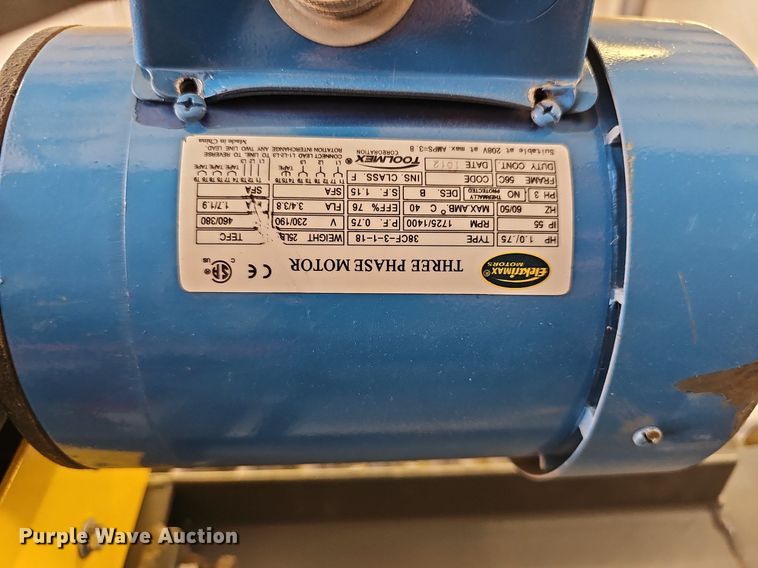 Elektrimax®
MOTORS
THREE PHASE MOTOR
C US
CE
HP 1.0/.75 TYPE 38CF-3-1-18 TEFC
IP 55 RPM 1725/1400 P.F. 0.75 WEIGHT 25LB
HZ 60/50 MAX.AMB°C 40 EFF% 76 V 230/190 460/380
PH 3 NO THERMALLY PROTECTED DES. B S.F. 1.15 FLA 3.4/3.8 1.7/1.9
FRAME 56C CODE INS CLASS. F SFA SFA
DUTY CONT. DATE 1012
Suitable at 208V at max AMPS:3.8
TOOLMEX®
CORPORATION
CONNECT LEAD L1-L2-L3 TO LINE. TO REVERSE
ROTATION INTERCHANGE ANY TWO LINE LEAD.
Made in China
Purple Wave Auction